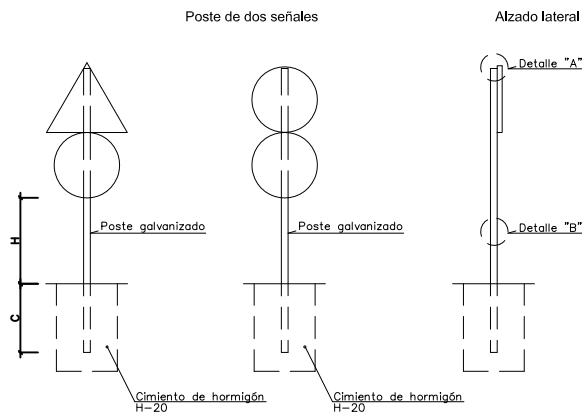 Poste de dos señales
Alzado lateral
Detalle "A"
H
Poste galvanizado
Poste galvanizado
Detalle "B"
C
Cimiento de hormigón
H-20
Cimiento de hormigón
H-20